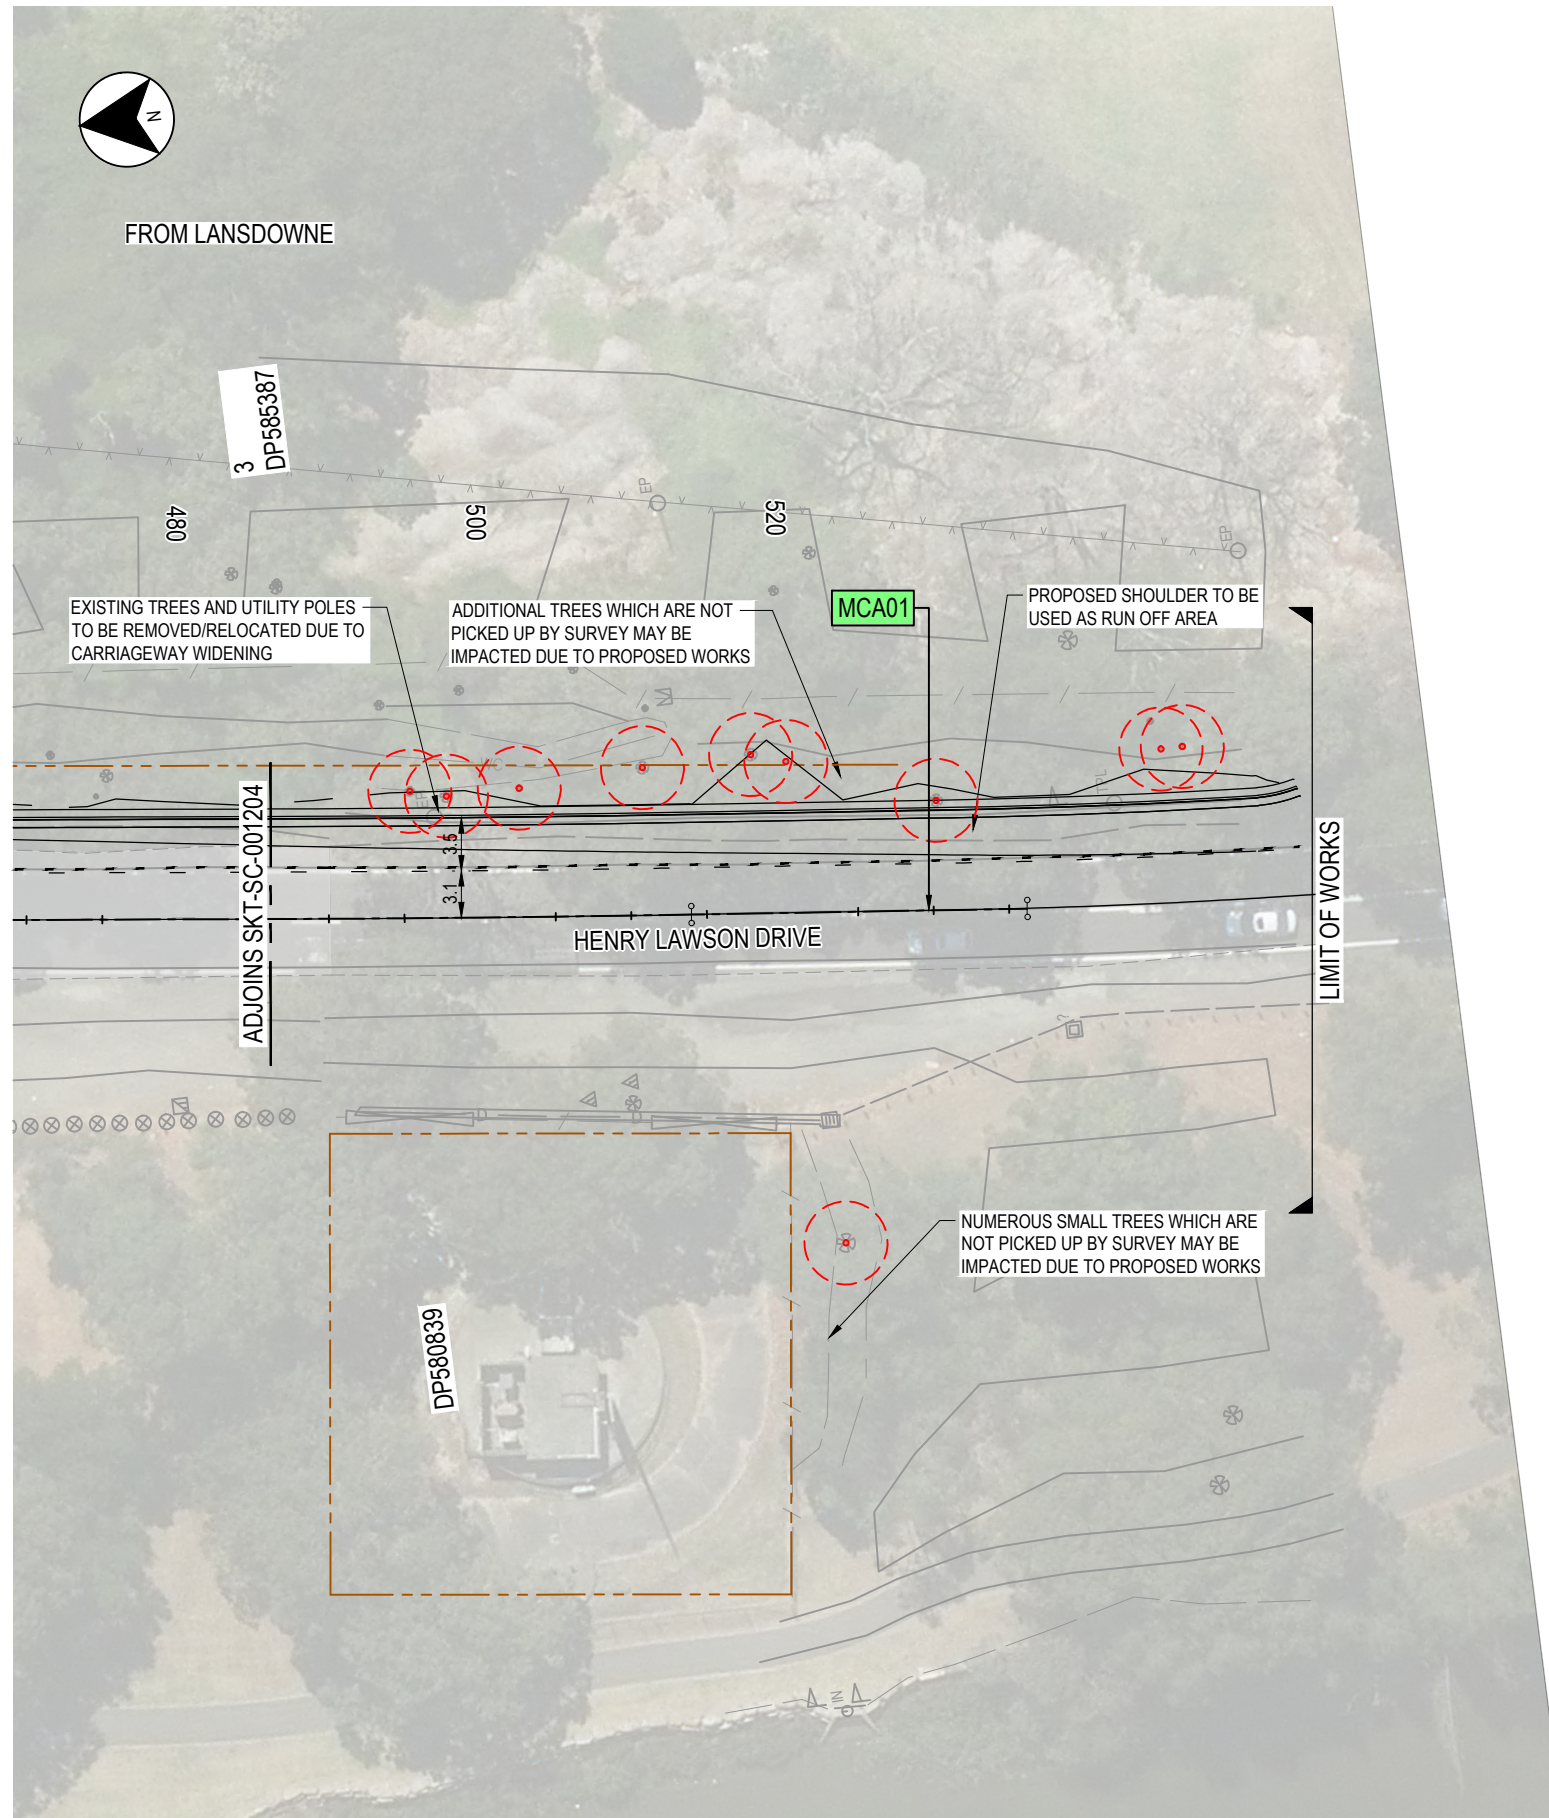 N
FROM LANSDOWNE
3
DP585387
EP
EP
480
500
520
EXISTING TREES AND UTILITY POLES
TO BE REMOVED/RELOCATED DUE TO
CARRIAGEWAY WIDENING
ADDITIONAL TREES WHICH ARE NOT
PICKED UP BY SURVEY MAY BE
IMPACTED DUE TO PROPOSED WORKS
MCA01
PROPOSED SHOULDER TO BE
USED AS RUN OFF AREA
EP
TPL
3.5
3.1
ADJOINS SKT-SC-001204
HENRY LAWSON DRIVE
LIMIT OF WORKS
?
NUMEROUS SMALL TREES WHICH ARE
NOT PICKED UP BY SURVEY MAY BE
IMPACTED DUE TO PROPOSED WORKS
DP580839